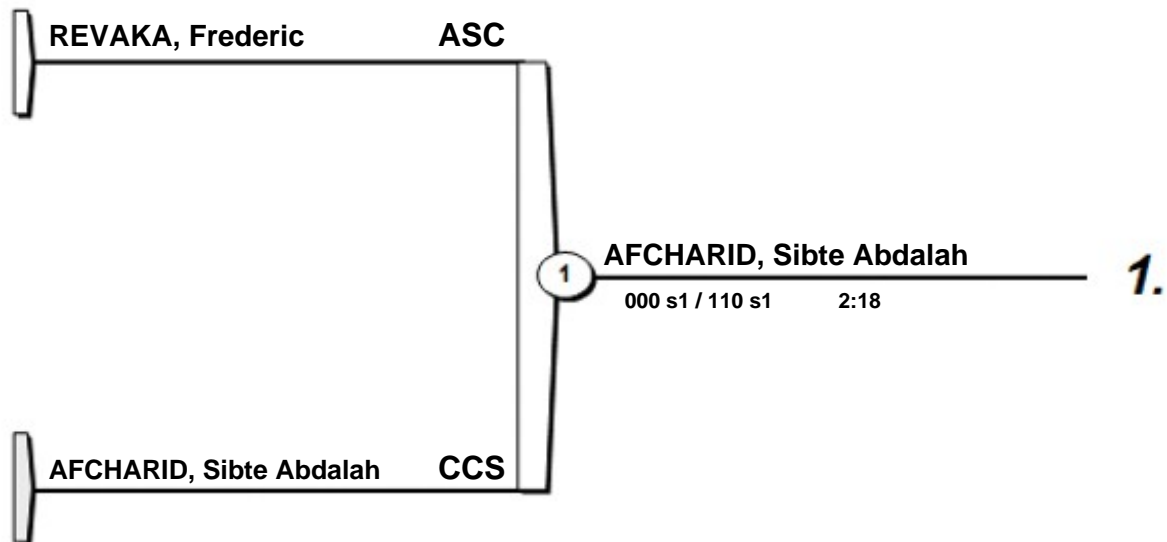 REVAKA, Frederic ASC
1
AFCHARID, Sibte Abdalah
1.
000 s1 / 110 s1 2:18
AFCHARID, Sibte Abdalah CCS